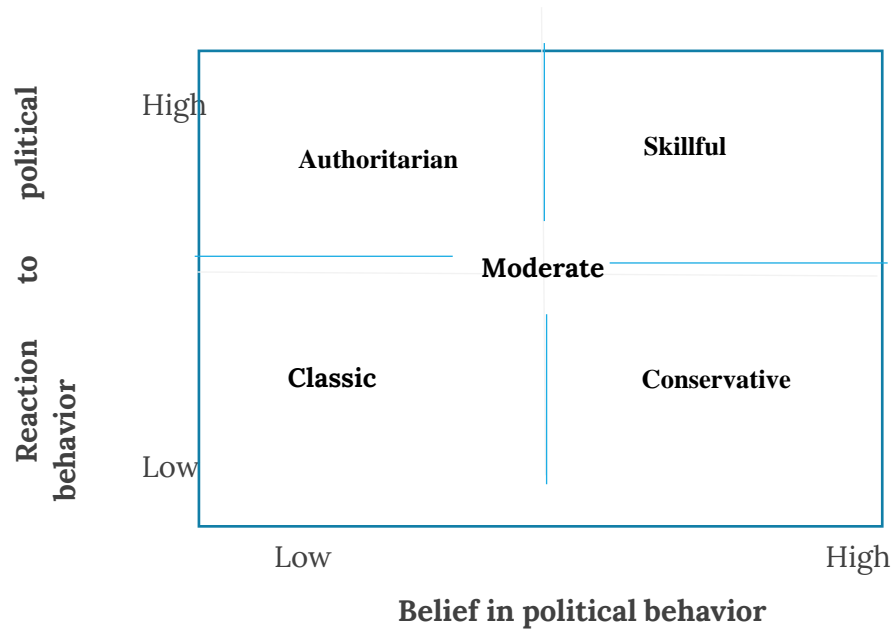 Reaction to political
behavior
High
Authoritarian
Skillful
Moderate
Classic
Conservative
Low
Low
High
Belief in political behavior